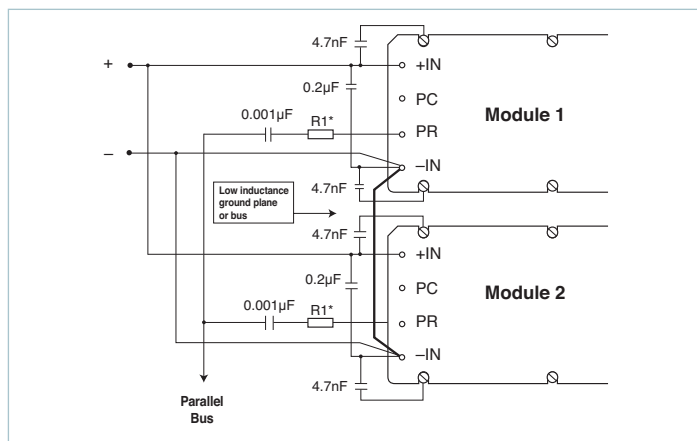 4.7nF
+
+IN
0.2µF
PC
Module 1
0.001µF
R1*
PR
–
–IN
4.7nF
Low inductance
ground plane
or bus
4.7nF
+IN
0.2µF
PC
Module 2
0.001µF
R1*
PR
–IN
4.7nF
Parallel
Bus